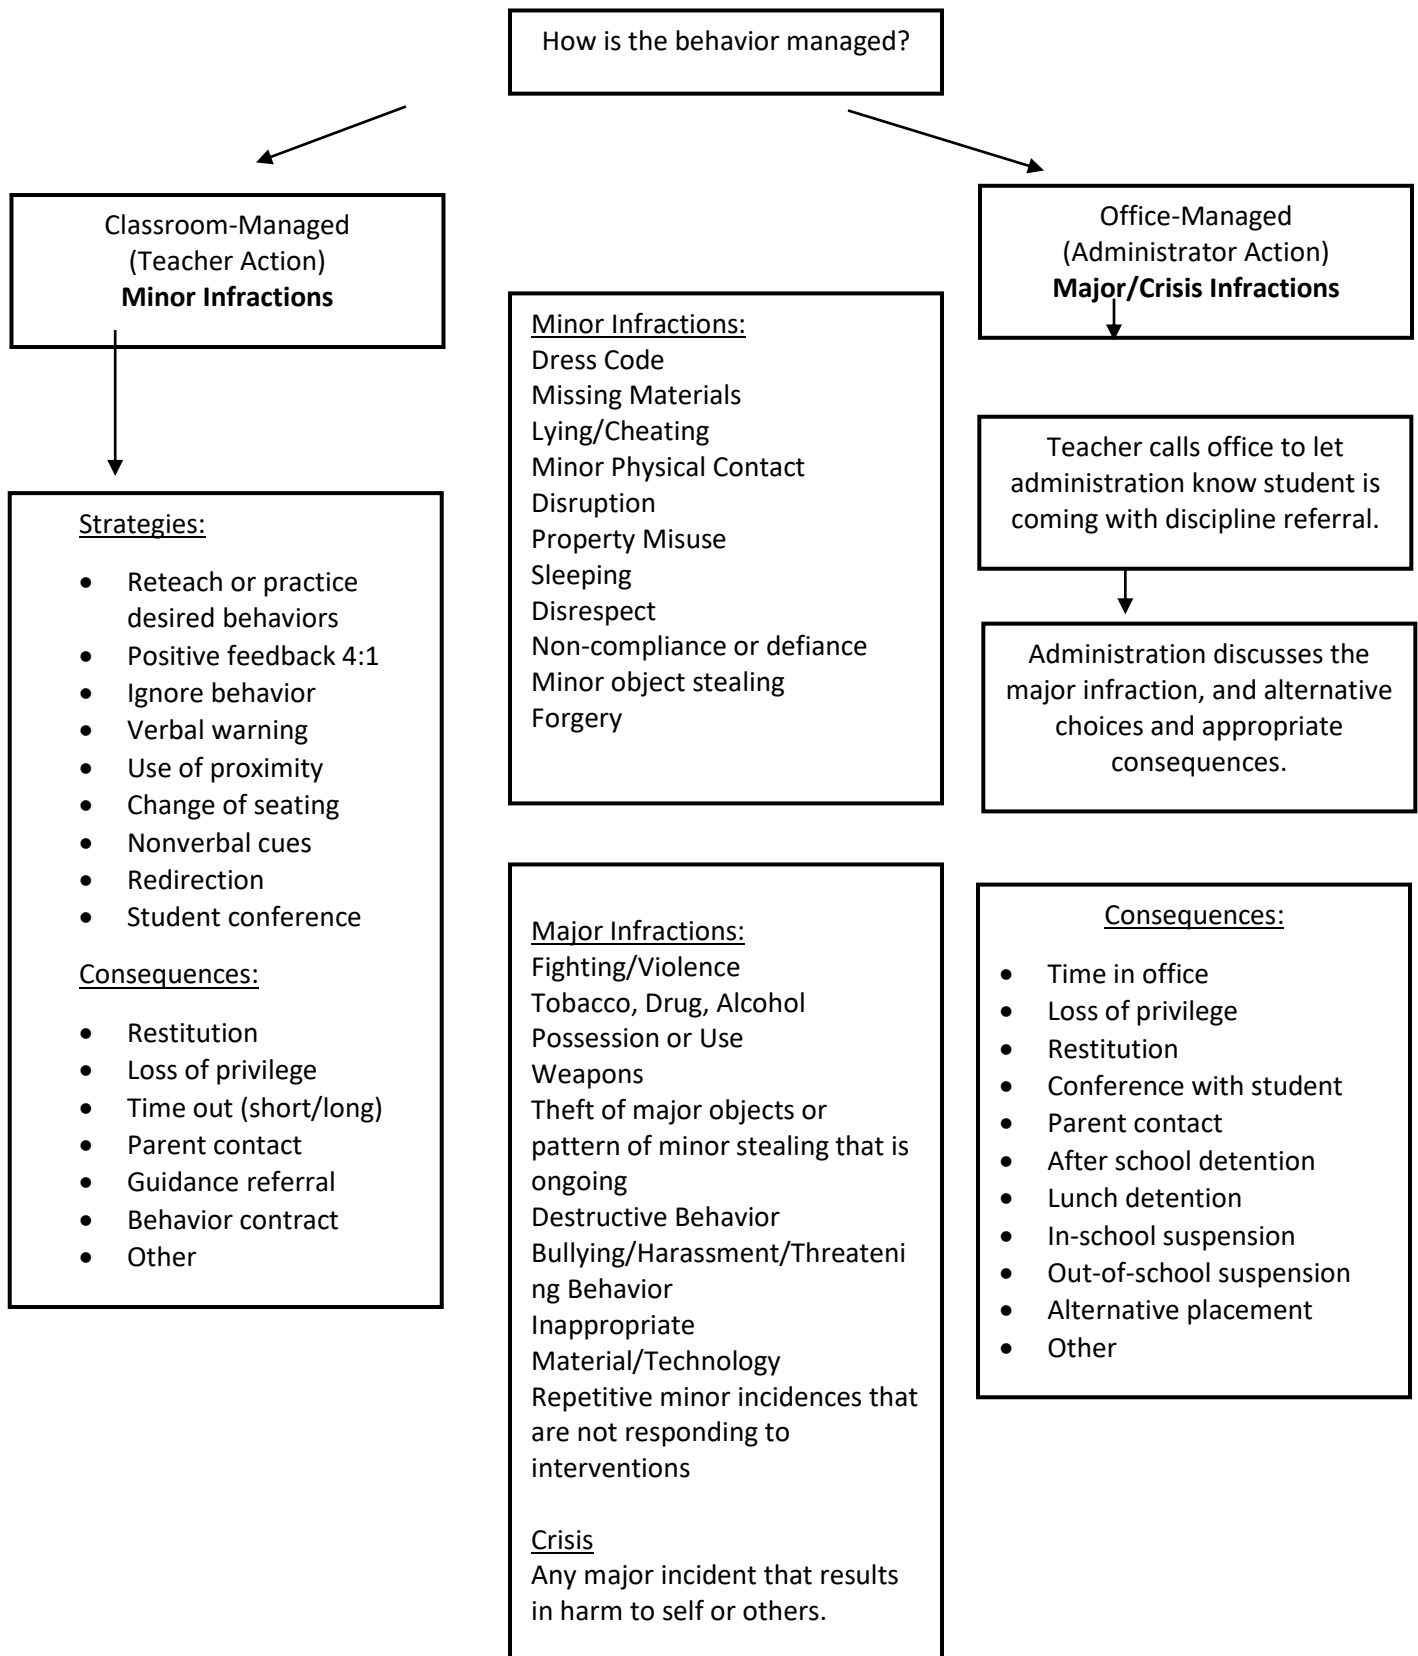 How is the behavior managed?
Classroom-Managed
(Teacher Action)
Minor Infractions
Office-Managed
(Administrator Action)
Major/Crisis Infractions
Strategies:
• Reteach or practice
desired behaviors
• Positive feedback 4:1
• Ignore behavior
• Verbal warning
• Use of proximity
• Change of seating
• Nonverbal cues
• Redirection
• Student conference
Consequences:
• Restitution
• Loss of privilege
• Time out (short/long)
• Parent contact
• Guidance referral
• Behavior contract
• Other
Minor Infractions:
Dress Code
Missing Materials
Lying/Cheating
Minor Physical Contact
Disruption
Property Misuse
Sleeping
Disrespect
Non-compliance or defiance
Minor object stealing
Forgery
Major Infractions:
Fighting/Violence
Tobacco, Drug, Alcohol
Possession or Use
Weapons
Theft of major objects or
pattern of minor stealing that is
ongoing
Destructive Behavior
Bullying/Harassment/Threateni
ng Behavior
Inappropriate
Material/Technology
Repetitive minor incidences that
are not responding to
interventions
Crisis
Any major incident that results
in harm to self or others.
Teacher calls office to let
administration know student is
coming with discipline referral.
Administration discusses the
major infraction, and alternative
choices and appropriate
consequences.
Consequences:
• Time in office
• Loss of privilege
• Restitution
• Conference with student
• Parent contact
• After school detention
• Lunch detention
• In-school suspension
• Out-of-school suspension
• Alternative placement
• Other